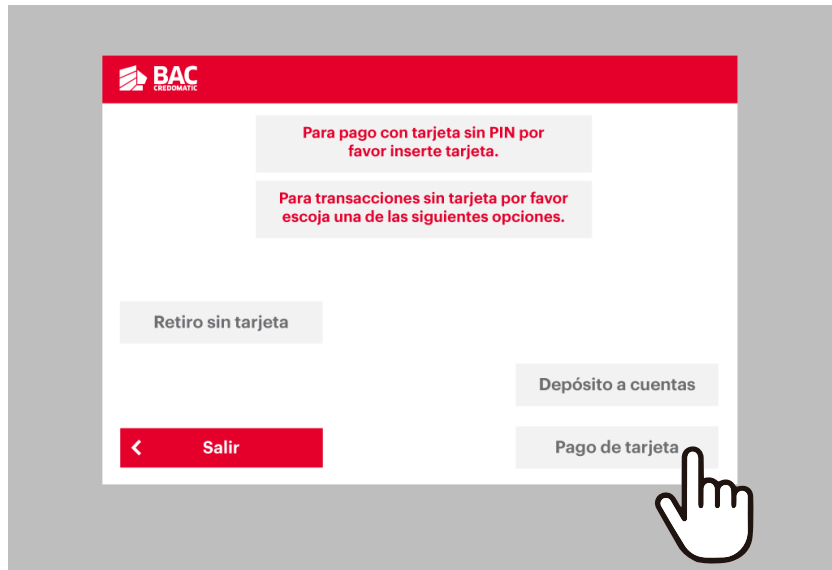 BAC
CREDOMATIC
Para pago con tarjeta sin PIN por
favor inserte tarjeta.
Para transacciones sin tarjeta por favor
escoja una de las siguientes opciones.
Retiro sin tarjeta
Depósito a cuentas
Salir
Pago de tarjeta